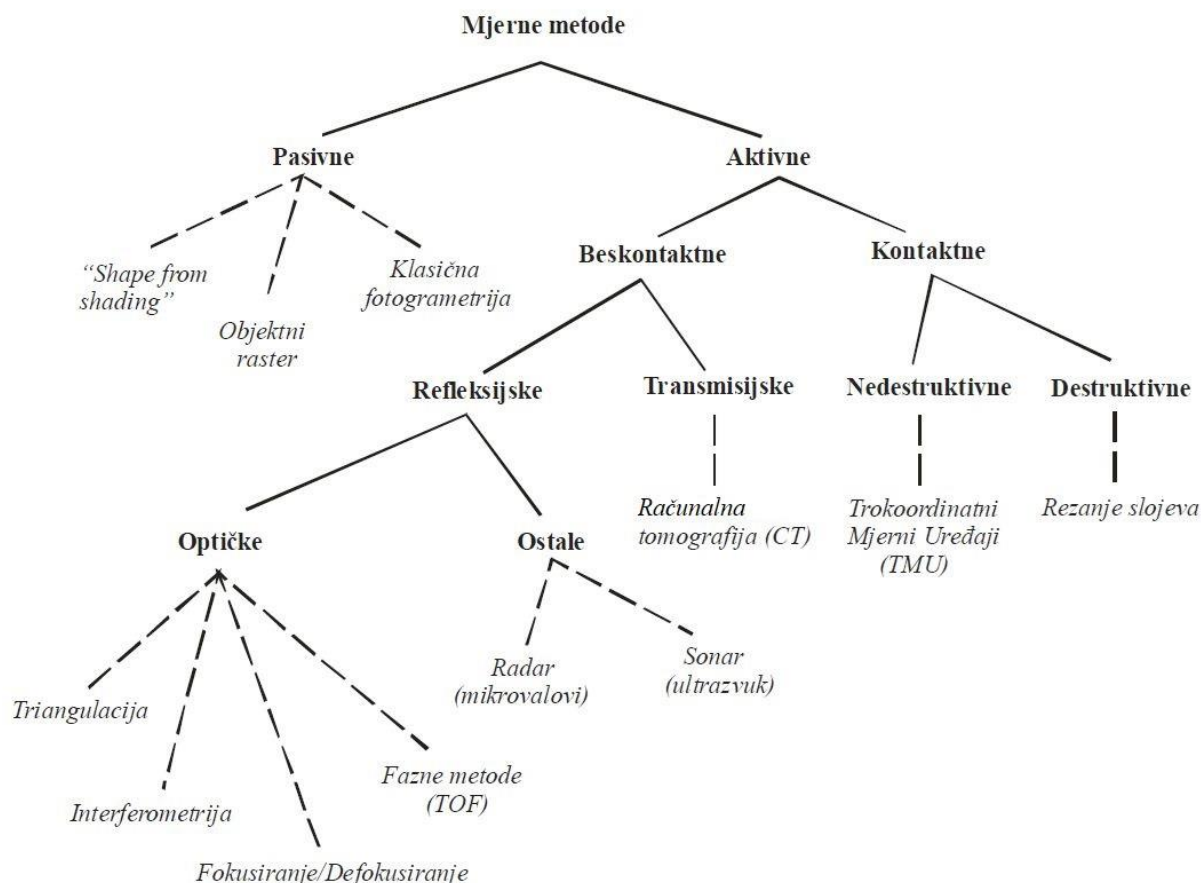 Mjerne metode
Pasivne
Aktivne
“Shape from
shading”
Objektni
raster
Klasična
fotogrametrija
Beskontaktne
Kontaktne
Refleksijske
Transmisijske
Nedestruktivne
Destruktivne
Optičke
Ostale
Računalna
tomografija (CT)
Trokoordinatni
Mjerni Uređaji
(TMU)
Rezanje slojeva
Triangulacija
Interferometrija
Fokusiranje/Defokusiranje
Fazne metode
(TOF)
Radar
(mikrovalovi)
Sonar
(ultrazvuk)